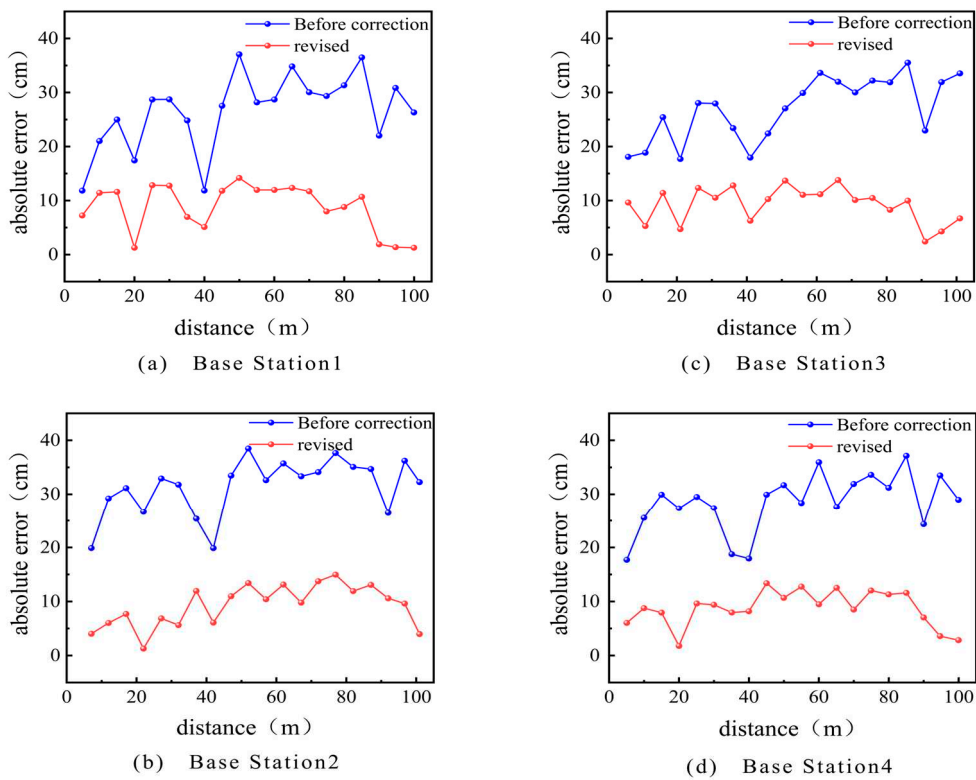 Before correction
revised
40
30
20
10
0
absolute error（cm）
0 20 40 60 80 100
distance（m）
(a) Base Station1
Before correction
revised
40
30
20
10
0
absolute error（cm）
0 20 40 60 80 100
distance（m）
(c) Base Station3
Before correction
revised
40
30
20
10
0
absolute error（cm）
0 20 40 60 80 100
distance（m）
(b) Base Station2
Before correction
revised
40
30
20
10
0
absolute error（cm）
0 20 40 60 80 100
distance（m）
(d) Base Station4